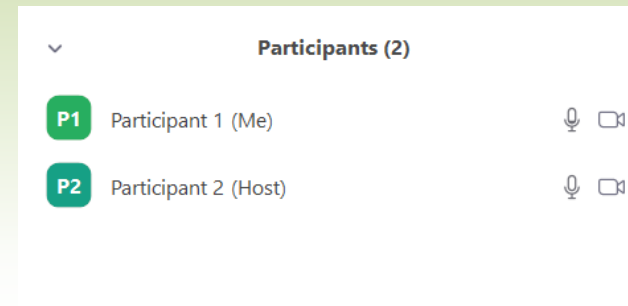 Participants (2)
P1 Participant 1 (Me)
P2 Participant 2 (Host)